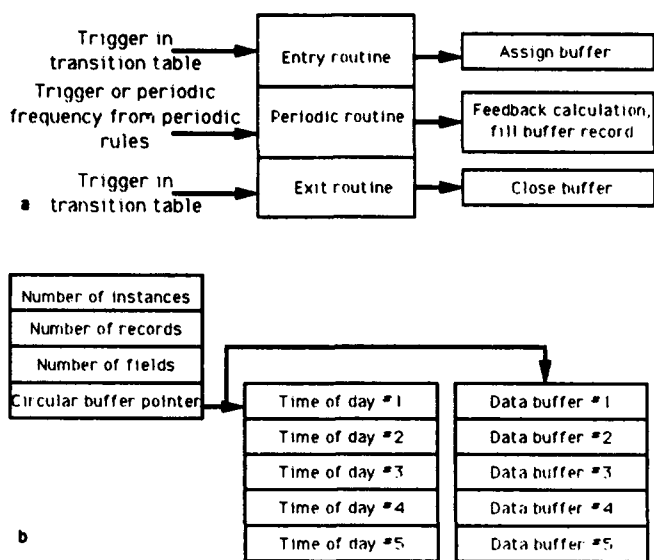 Trigger in
transition table
Entry routine
Assign buffer
Trigger or periodic
frequency from periodic
rules
Periodic routine
Feedback calculation,
fill buffer record
Trigger in
transition table
Exit routine
Close buffer
a
Number of instances
Number of records
Number of fields
Circular buffer pointer
Time of day #1
Time of day #2
Time of day #3
Time of day #4
Time of day #5
Data buffer #1
Data buffer #2
Data buffer #3
Data buffer #4
Data buffer #5
b